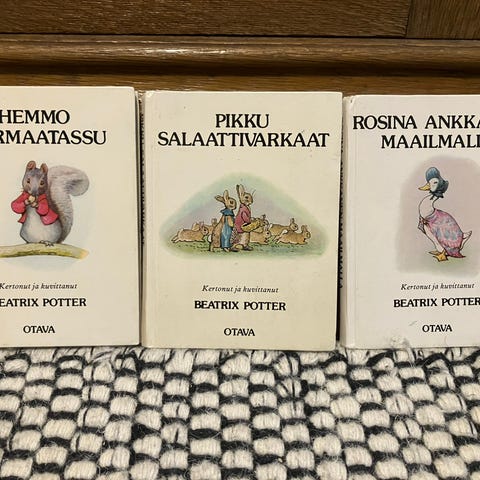 HEMMO
RMAATASSU
Kertonut ja kuvittanut
EATRIX POTTER
OTAVA
PIKKU
SALAATTIVARKAAT
Kertonut ja kuvittanut
BEATRIX POTTER
OTAVA
ROSINA ANKKA
MAAILMALL
Kertonut ja kuvittanut
BEATRIX POTTER
OTAVA